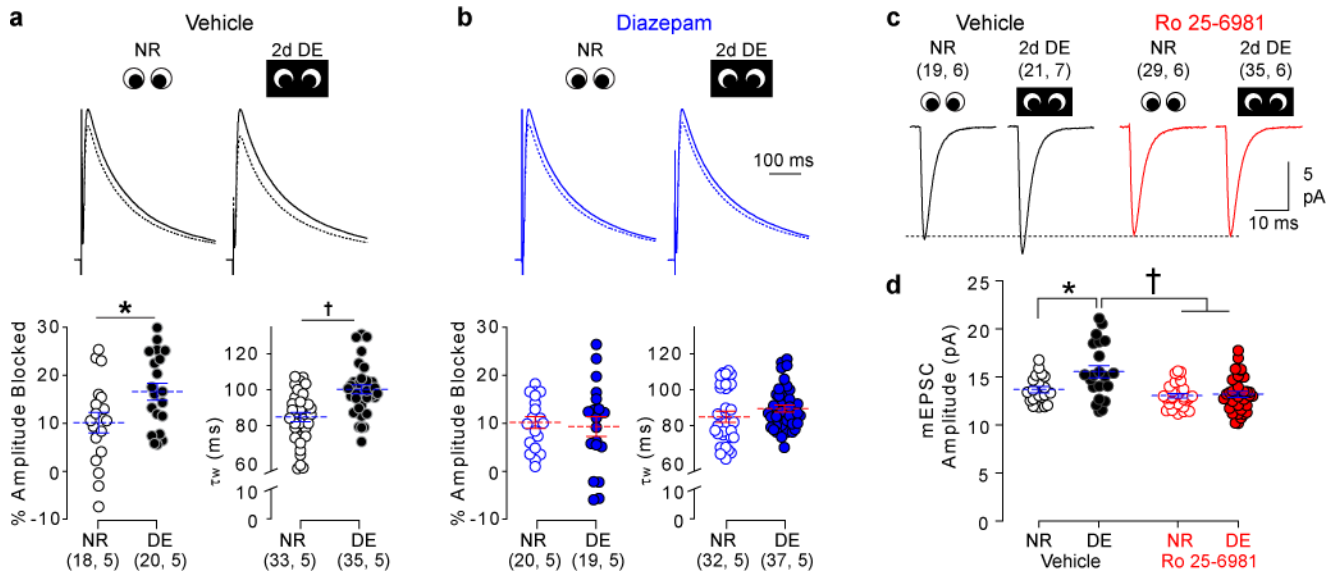 a
Vehicle
NR
2d DE
% Amplitude Blocked
30
20
10
0
-10
*
NR
DE
(18, 5)
(20, 5)
τw (ms)
120
100
80
60
10
0
†
NR
DE
(33, 5)
(35, 5)
b
Diazepam
NR
2d DE
100 ms
% Amplitude Blocked
30
20
10
0
-10
NR
DE
(20, 5)
(19, 5)
τw (ms)
120
100
80
60
10
0
NR
DE
(32, 5)
(37, 5)
c
Vehicle
Ro 25-6981
NR
2d DE
NR
2d DE
(19, 6)
(21, 7)
(29, 6)
(35, 6)
5
pA
10 ms
d
mEPSC
Amplitude (pA)
25
20
15
10
5
0
*
†
NR
DE
NR
DE
Vehicle
Ro 25-6981